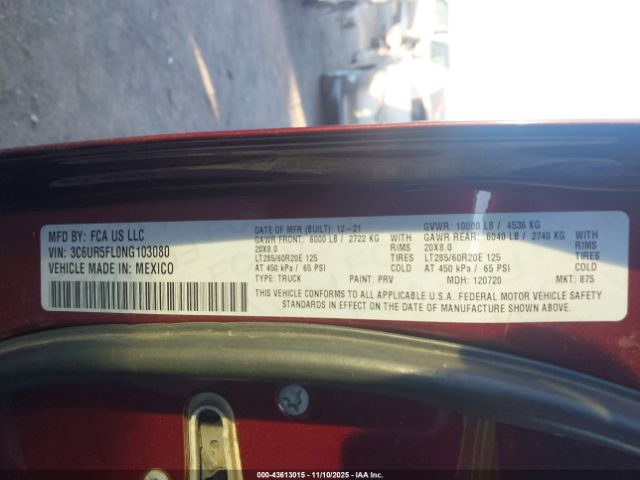 MFD BY: FCA US LLC
VIN: 3C6UR5FL0NG103080
VEHICLE MADE IN: MEXICO
DATE OF MFR (BUILT): 12-21
GAWR FRONT: 6000 LB / 2722 KG WITH
20X8.0 RIMS
LT285/60R20E 125 TIRES
AT 450 kPa / 65 PSI COLD
TYPE: TRUCK PAINT: PRV
GVWR: 10000 LB / 4536 KG
GAWR REAR: 6040 LB / 2740 KG WITH
20X8.0 RIMS
LT285/60R20E 125 TIRES
AT 450 kPa / 65 PSI COLD
MDH: 120720 MKT: 875
THIS VEHICLE CONFORMS TO ALL APPLICABLE U.S.A. FEDERAL MOTOR VEHICLE SAFETY
STANDARDS IN EFFECT ON THE DATE OF MANUFACTURE SHOWN ABOVE.
000-43613015 - 11/10/2025 - IAA Inc.